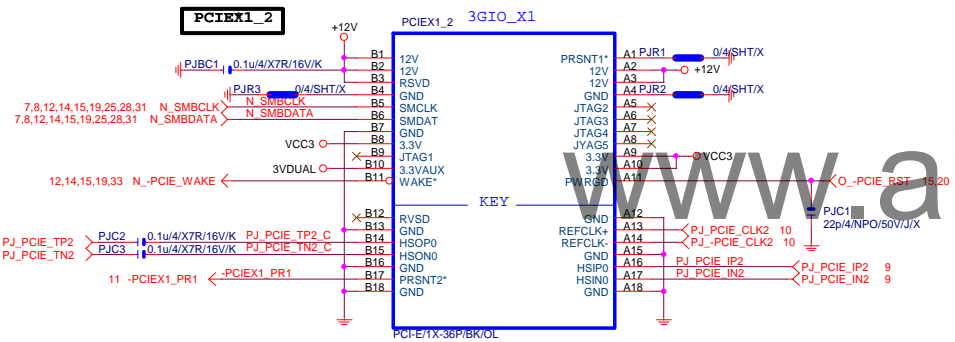 PCIEX1_2
PCIEX1_2 3GIO_X1
+12V
PJBC1 0.1u/4/X7R/16V/K
PJR3 0/4/SHT/X
7,8,12,14,15,19,25,28,31 N_SMBCLK N_SMBCLK
7,8,12,14,15,19,25,28,31 N_SMBDATA N_SMBDATA
VCC3
3VDUAL
12,14,15,19,33 N_-PCIE_WAKE
PJ_PCIE_TP2 PJC2 0.1u/4/X7R/16V/K PJ_PCIE_TP2_C
PJ_PCIE_TN2 PJC3 0.1u/4/X7R/16V/K PJ_PCIE_TN2_C
11 -PCIEX1_PR1 -PCIEX1_PR1
B1 12V
B2 12V
B3 RSVD
B4 GND
B5 SMCLK
B6 SMDAT
B7 GND
B8 3.3V
B9 JTAG1
B10 3.3VAUX
B11 WAKE*
KEY
B12 RVSD
B13 GND
B14 HSOP0
B15 HSON0
B16 GND
B17 PRSNT2*
B18 GND
PRSNT1* A1
12V A2
12V A3
GND A4
JTAG2 A5
JTAG3 A6
JTAG4 A7
JYAG5 A8
3.3V A9
3.3V A10
PWRGD A11
GND A12
REFCLK+ A13
REFCLK- A14
GND A15
HSIP0 A16
HSIN0 A17
GND A18
PJR1 0/4/SHT/X
+12V
PJR2 0/4/SHT/X
VCC3
O_-PCIE_RST 15,20
PJC1
22p/4/NPO/50V/J/X
PJ_PCIE_CLK2 10
PJ_-PCIE_CLK2 10
PJ_PCIE_IP2 PJ_PCIE_IP2 9
PJ_PCIE_IN2 PJ_PCIE_IN2 9
PCI-E/1X-36P/BK/OL
www.a